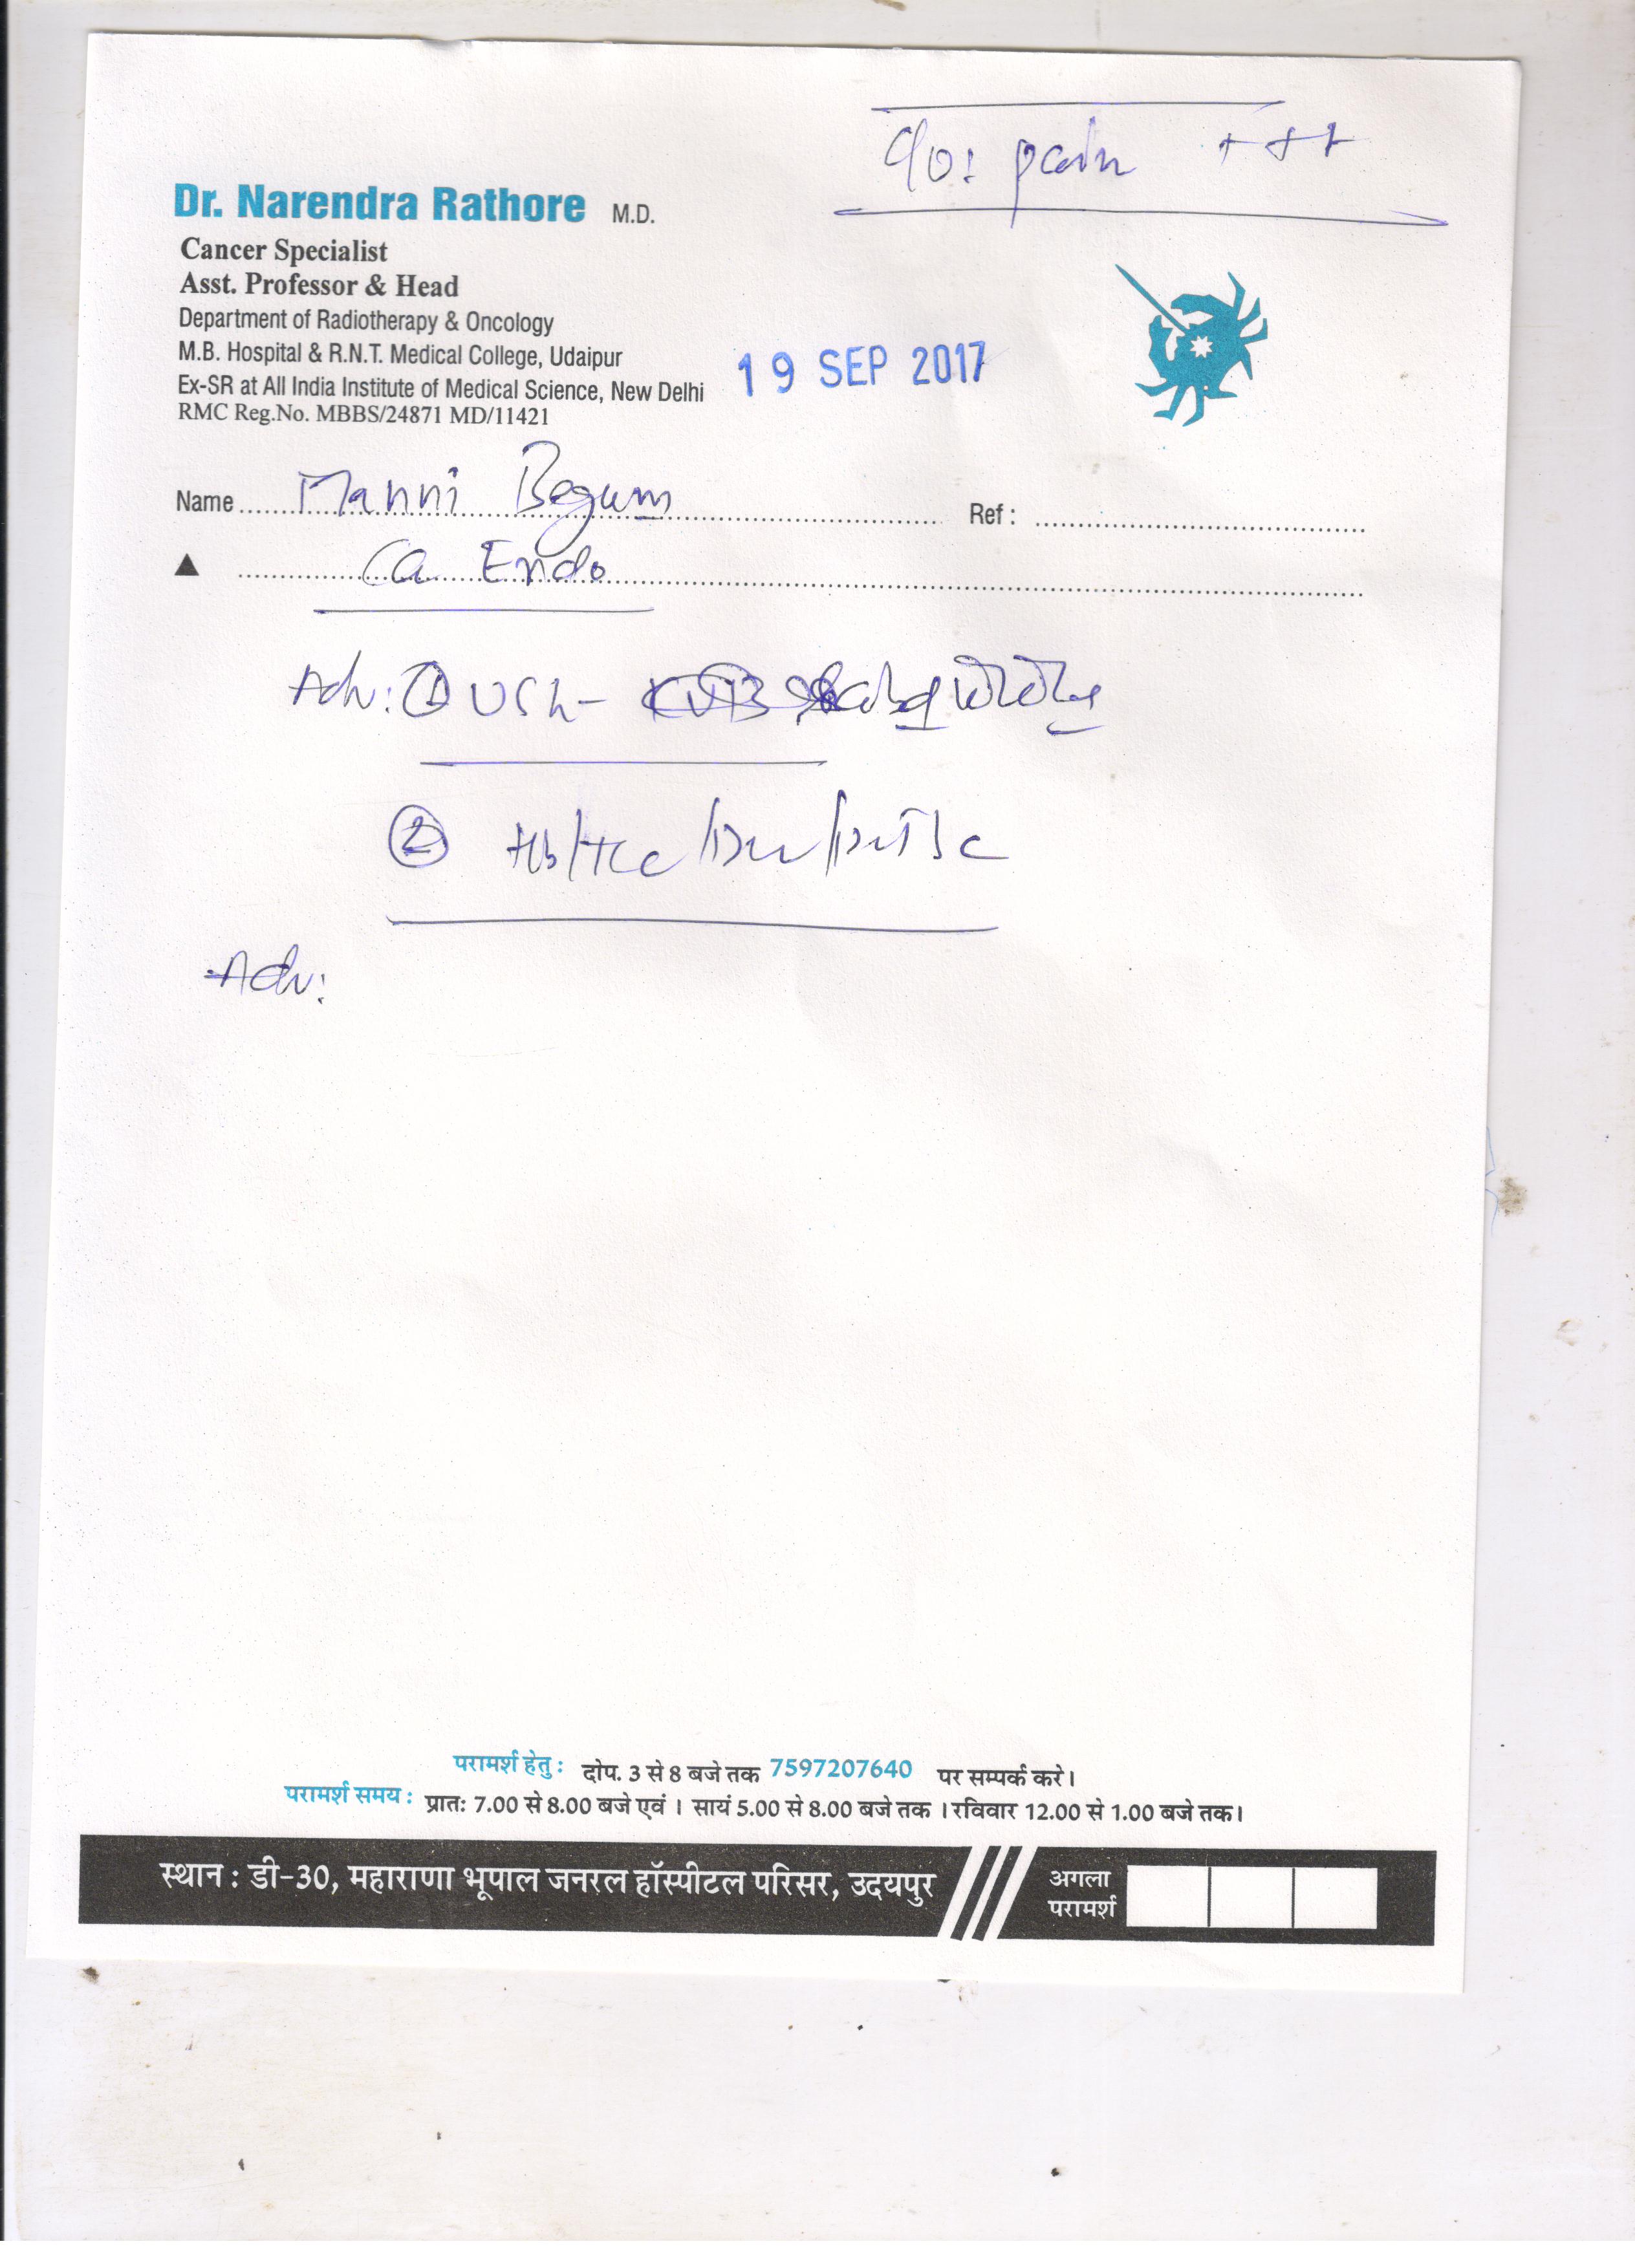 C/o: pain +++
Dr. Narendra Rathore M.D.
Cancer Specialist
Asst. Professor & Head
Department of Radiotherapy & Oncology
M.B. Hospital & R.N.T. Medical College, Udaipur
Ex-SR at All India Institute of Medical Science, New Delhi
RMC Reg.No. MBBS/24871 MD/11421
19 SEP 2017
Name Manni Begum Ref :
▲ Ca Endo
Adv: ① USG -
② Hb/TLC/
Adv:
परामर्श हेतु : दोप. 3 से 8 बजे तक 7597207640 पर सम्पर्क करे।
परामर्श समय : प्रातः 7.00 से 8.00 बजे एवं । सायं 5.00 से 8.00 बजे तक । रविवार 12.00 से 1.00 बजे तक।
स्थान : डी-30, महाराणा भूपाल जनरल हॉस्पीटल परिसर, उदयपुर
अगला
परामर्श